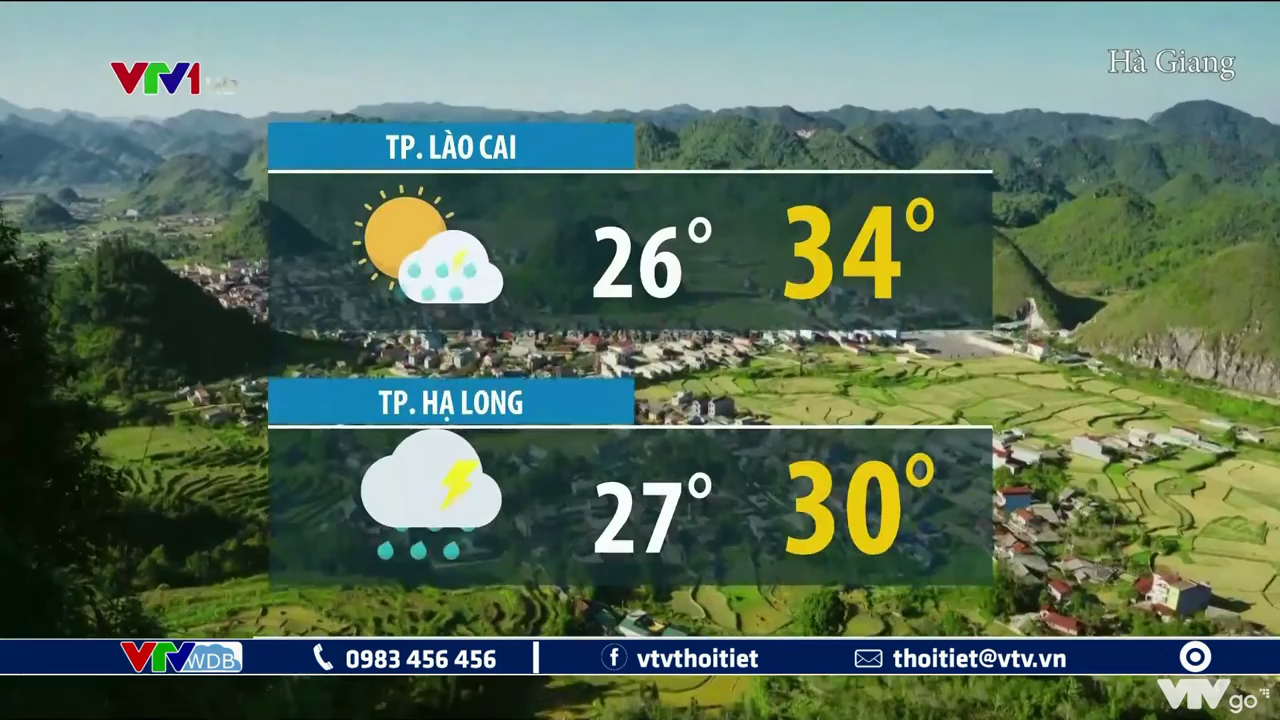 VTV1
Hà Giang
TP. LÀO CAI
26° 34°
TP. HẠ LONG
27° 30°
VTV WDB 0983 456 456 vtvthoitiet thoitiet@vtv.vn
VTV go